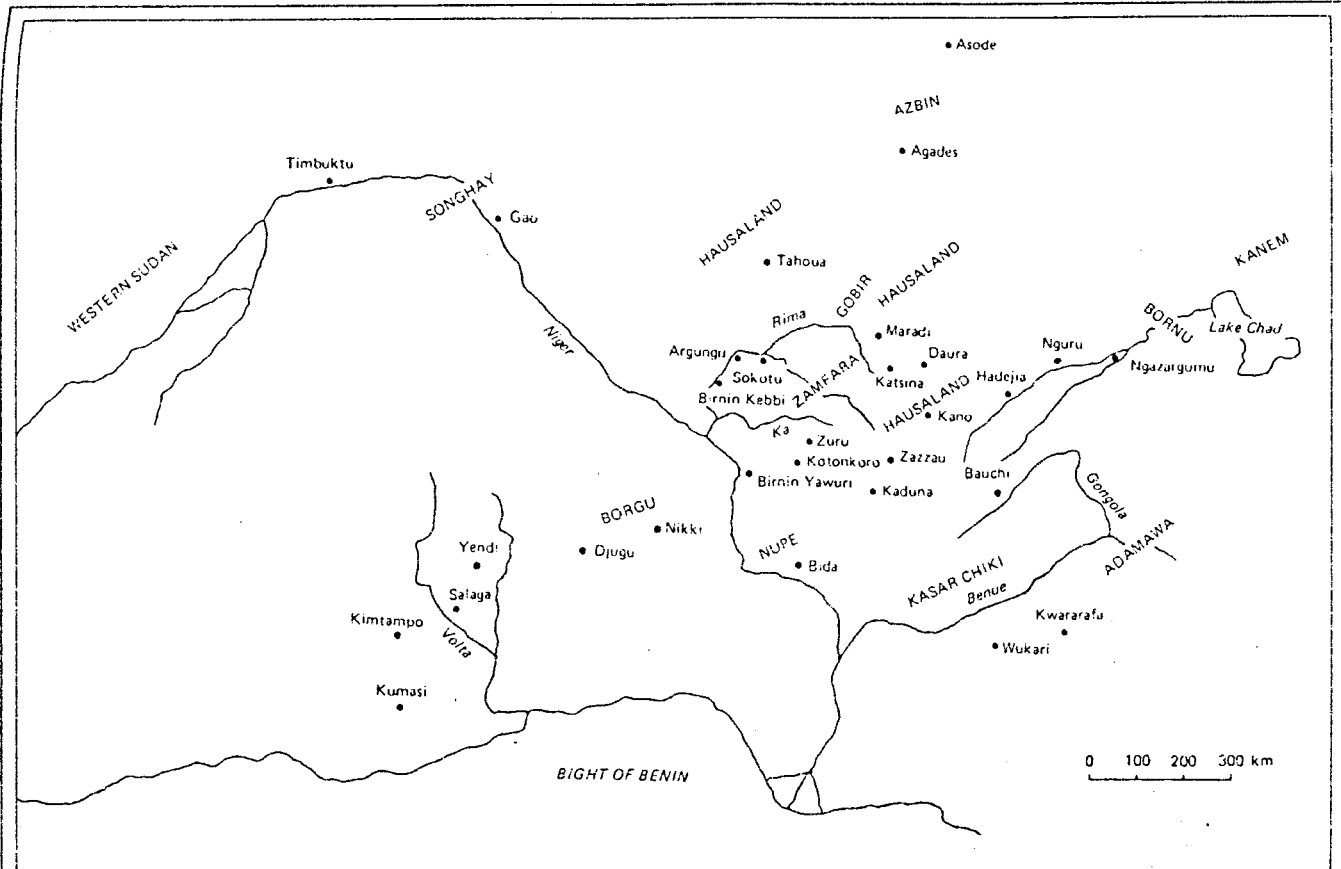 Asode
AZBIN
Agades
Timbuktu
SONGHAY
Gao
HAUSALAND
Tahoua
WESTERN SUDAN
GOBIR
HAUSALAND
KANEM
BORNU
Lake Chad
Niger
Rima
Maradi
Argungu
Sokotu
Daura
Nguru
Ngazargumu
Katsina
Hadejia
Birnin Kebbi
ZAMFARA
HAUSALAND
Kano
Ka
Zuru
Kotonkoro
Zazzau
Birnin Yawuri
Kaduna
Bauchi
Gongola
BORGU
Nikki
Djugu
Yendi
NUPE
Bida
ADAMAWA
KASAR CHIKI
Benue
Salaga
Kimtampo
Volta
Kwararafa
Wukari
Kumasi
BIGHT OF BENIN
0 100 200 300 km